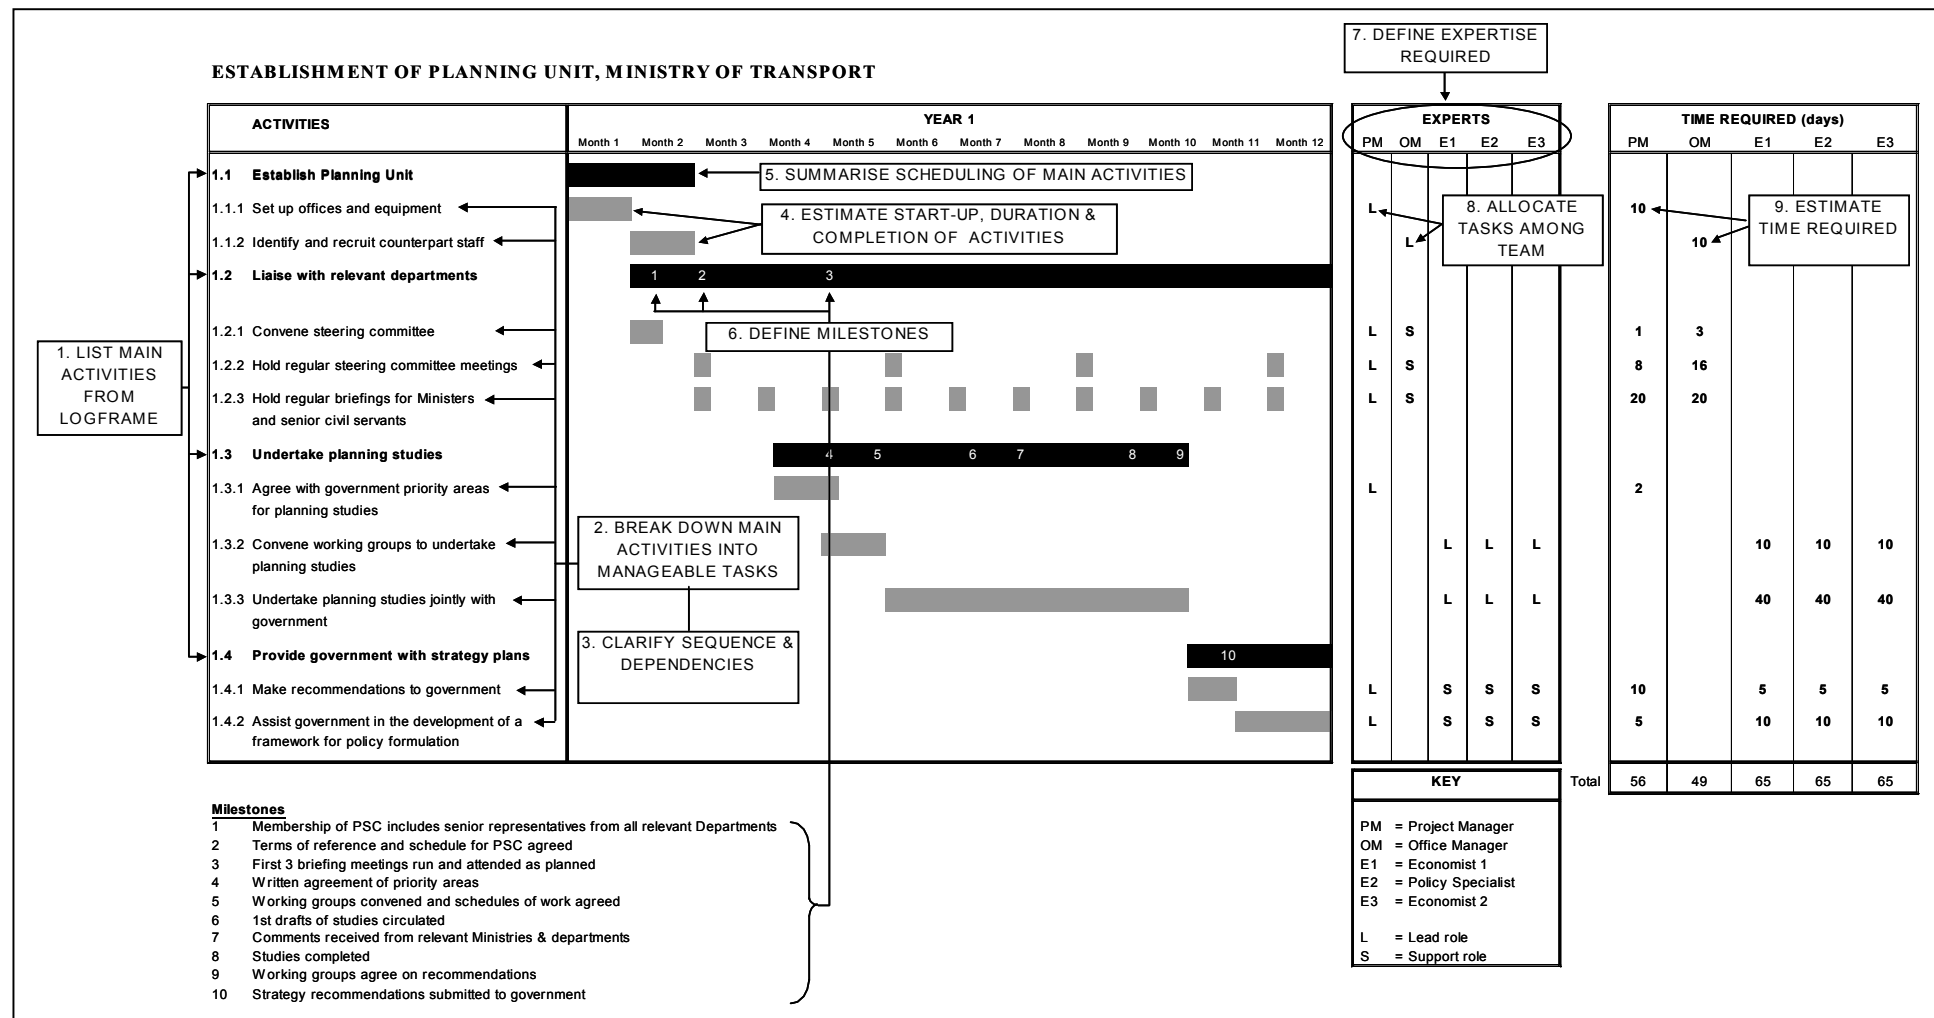 7. DEFINE EXPERTISE
REQUIRED
ESTABLISHMENT OF PLANNING UNIT, MINISTRY OF TRANSPORT
ACTIVITIES
YEAR 1
Month 1 Month 2 Month 3 Month 4 Month 5 Month 6 Month 7 Month 8 Month 9 Month 10 Month 11 Month 12
EXPERTS
PM OM E1 E2 E3
TIME REQUIRED (days)
PM OM E1 E2 E3
1.1 Establish Planning Unit
5. SUMMARISE SCHEDULING OF MAIN ACTIVITIES
1.1.1 Set up offices and equipment
L
10
4. ESTIMATE START-UP, DURATION &
COMPLETION OF ACTIVITIES
8. ALLOCATE
TASKS AMONG
TEAM
9. ESTIMATE
TIME REQUIRED
1.1.2 Identify and recruit counterpart staff
L
10
1.2 Liaise with relevant departments
1 2 3
6. DEFINE MILESTONES
1.2.1 Convene steering committee
L S
1 3
1. LIST MAIN
ACTIVITIES
FROM
LOGFRAME
1.2.2 Hold regular steering committee meetings
L S
8 16
1.2.3 Hold regular briefings for Ministers
and senior civil servants
L S
20 20
1.3 Undertake planning studies
4 5 6 7 8 9
1.3.1 Agree with government priority areas
for planning studies
L
2
2. BREAK DOWN MAIN
ACTIVITIES INTO
MANAGEABLE TASKS
1.3.2 Convene working groups to undertake
planning studies
L L L
10 10 10
1.3.3 Undertake planning studies jointly with
government
L L L
40 40 40
3. CLARIFY SEQUENCE &
DEPENDENCIES
1.4 Provide government with strategy plans
10
1.4.1 Make recommendations to government
L S S S
10 5 5 5
1.4.2 Assist government in the development of a
framework for policy formulation
L S S S
5 10 10 10
Total 56 49 65 65 65
KEY
PM = Project Manager
OM = Office Manager
E1 = Economist 1
E2 = Policy Specialist
E3 = Economist 2
L = Lead role
S = Support role
Milestones
1 Membership of PSC includes senior representatives from all relevant Departments
2 Terms of reference and schedule for PSC agreed
3 First 3 briefing meetings run and attended as planned
4 Written agreement of priority areas
5 Working groups convened and schedules of work agreed
6 1st drafts of studies circulated
7 Comments received from relevant Ministries & departments
8 Studies completed
9 Working groups agree on recommendations
10 Strategy recommendations submitted to government